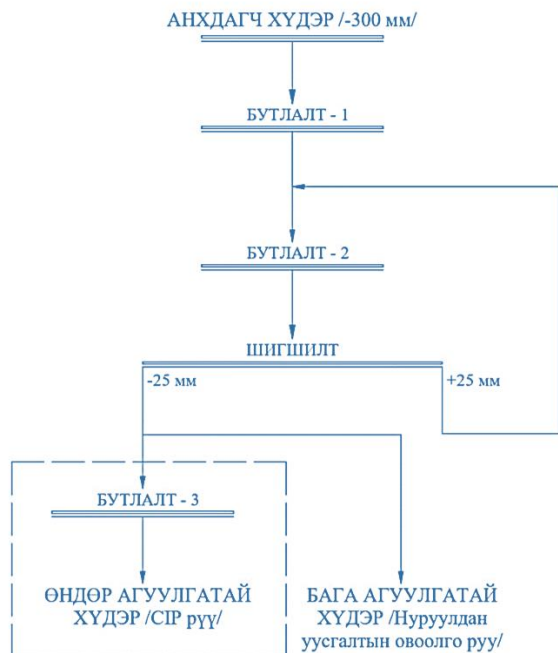 АНХДАГЧ ХҮДЭР /-300 мм/
БУТЛАЛТ - 1
БУТЛАЛТ - 2
ШИГШИЛТ
-25 мм
+25 мм
БУТЛАЛТ - 3
ӨНДӨР АГУУЛГАТАЙ
ХҮДЭР /CIP рүү/
БАГА АГУУЛГАТАЙ
ХҮДЭР /Нуруулдан
уусгалтын овоолго руу/